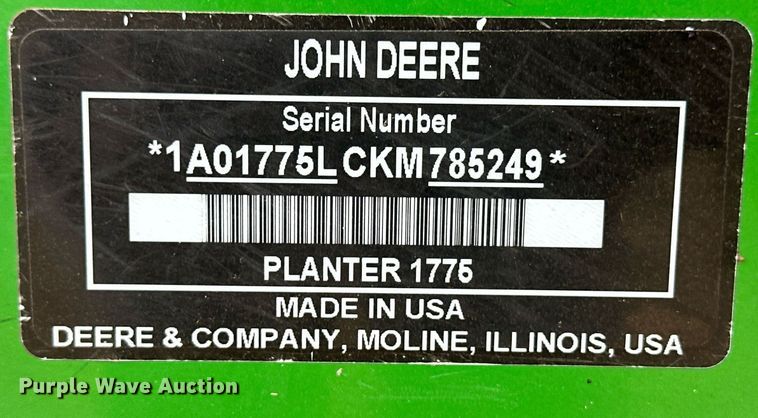 JOHN DEERE
Serial Number
*1A01775LCKM785249*
PLANTER 1775
MADE IN USA
DEERE & COMPANY, MOLINE, ILLINOIS, USA
Purple Wave Auction